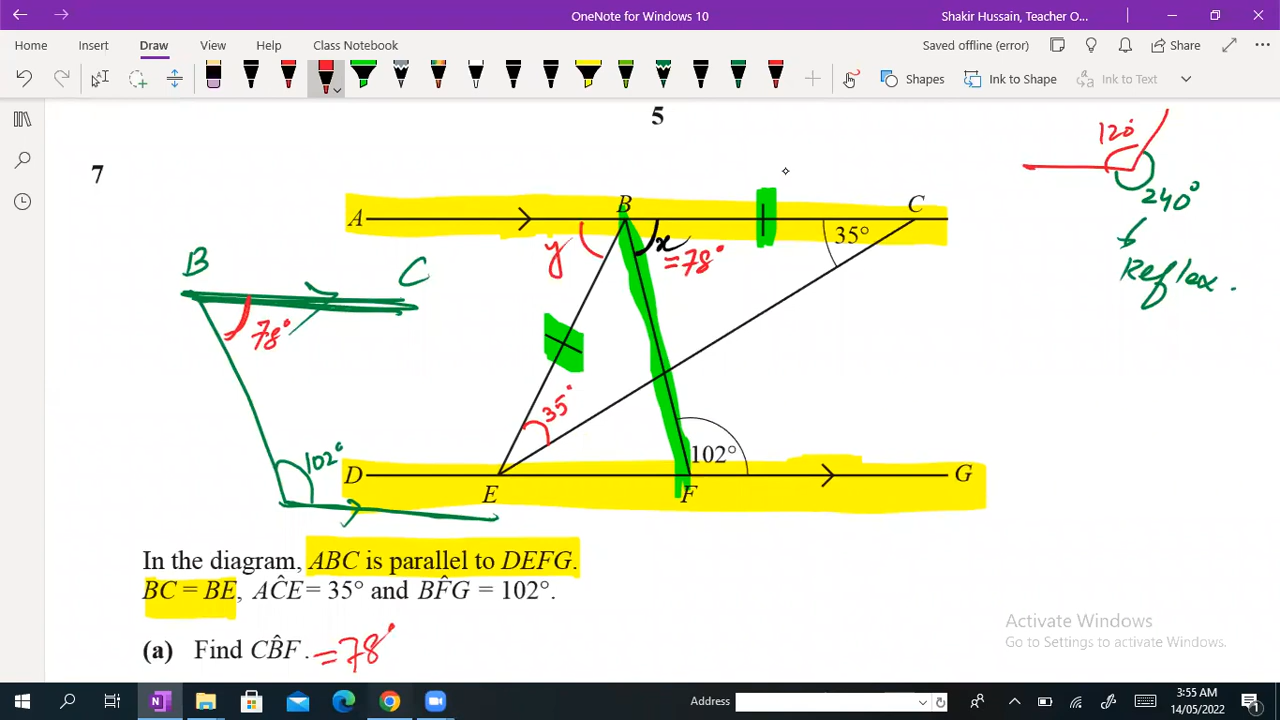 OneNote for Windows 10
Shakir Hussain, Teacher O...
Home Insert Draw View Help Class Notebook
Saved offline (error)
Share
Shapes
Ink to Shape
Ink to Text
5
7
A B C
35°
y
x
=78°
35°
102°
D E F G
B C
78°
102°
120°
240°
Reflex.
In the diagram, ABC is parallel to DEFG.
BC = BE, AĈE = 35° and BF̂G = 102°.
(a) Find CB̂F. =78°
Activate Windows
Go to Settings to activate Windows.
Address
3:55 AM
14/05/2022
1